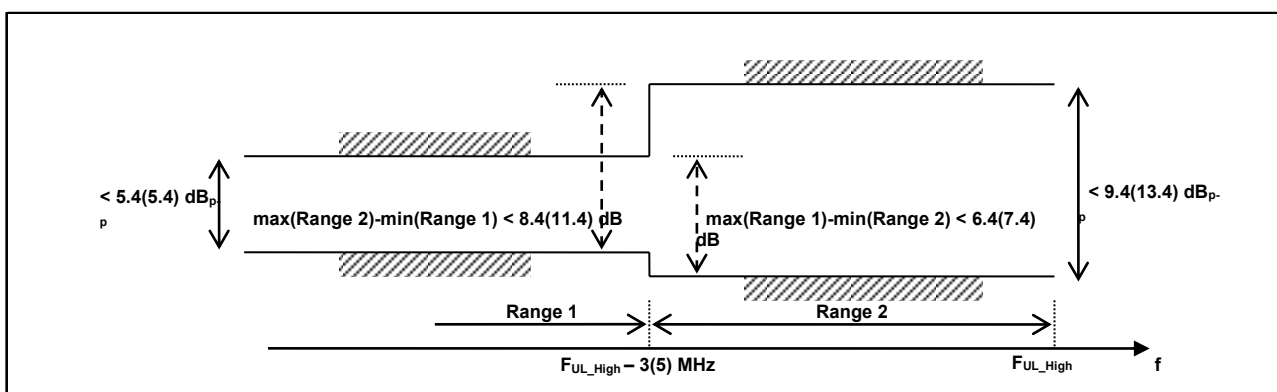 < 5.4(5.4) dBp-
p
max(Range 2)-min(Range 1) < 8.4(11.4) dB
max(Range 1)-min(Range 2) < 6.4(7.4)
dB
< 9.4(13.4) dBp-
p
Range 1
Range 2
FUL_High – 3(5) MHz
FUL_High
f